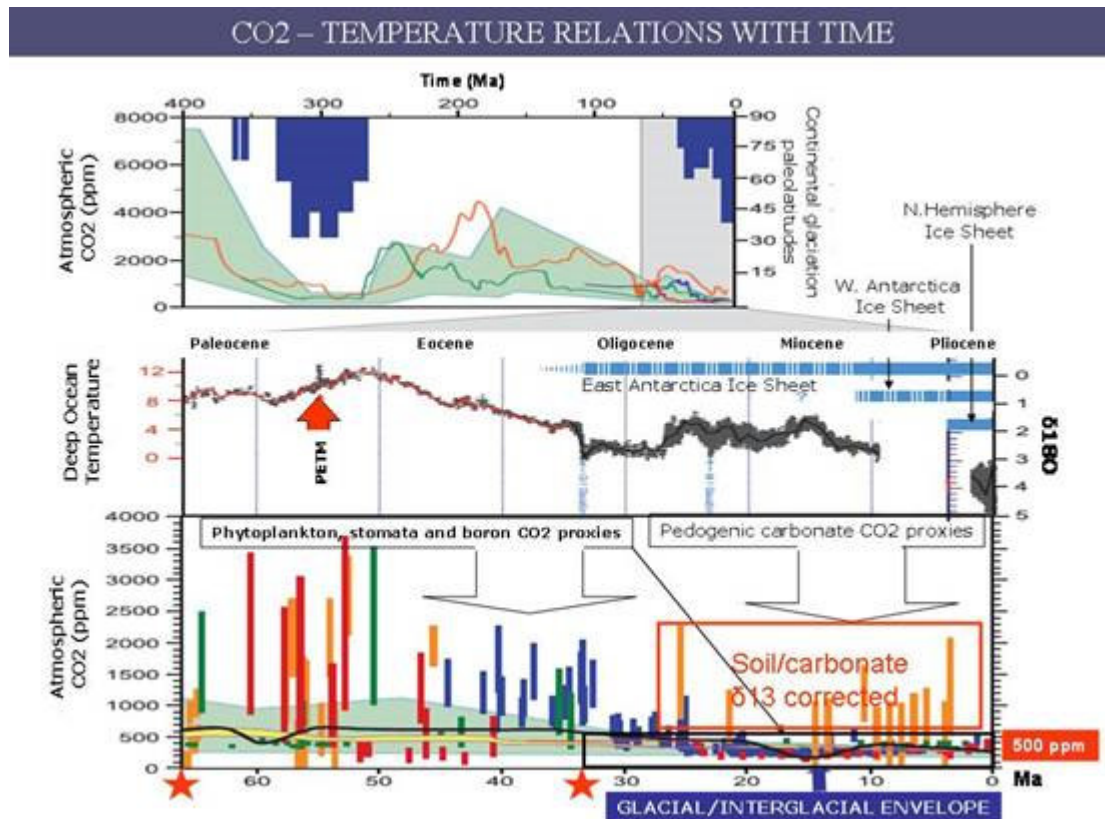 CO2 – TEMPERATURE RELATIONS WITH TIME
Time (Ma)
400 300 200 100 0
8000
6000
4000
2000
0
Atmospheric
CO2 (ppm)
90
75
60
45
30
15
Continental glaciation
paleolatitudes
N.Hemisphere
Ice Sheet
W. Antarctica
Ice Sheet
Paleocene Eocene Oligocene Miocene Pliocene
12
8
4
0
Deep Ocean
Temperature
PETM
East Antarctica Ice Sheet
0
1
2
3
4
5
δ18O
4000
3500
3000
2500
2000
1500
1000
500
0
Atmospheric
CO2 (ppm)
Phytoplankton, stomata and boron CO2 proxies
Pedogenic carbonate CO2 proxies
Soil/carbonate
δ13 corrected
500 ppm
60 50 40 30 20 10 0 Ma
GLACIAL/INTERGLACIAL ENVELOPE